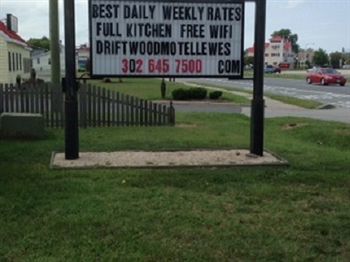 BEST DAILY WEEKLY RATES
FULL KITCHEN FREE WIFI
DRIFTWOODMOTELLEWES
302 645 7500 COM